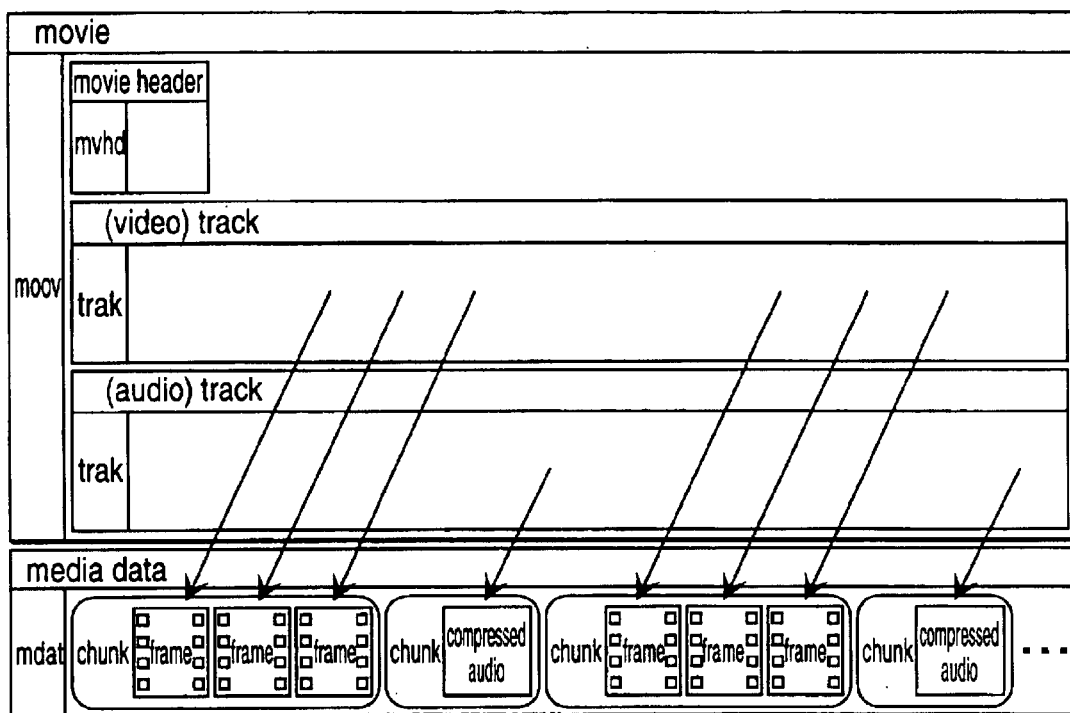 movie
movie header
mvhd
(video) track
moov
trak
(audio) track
trak
media data
mdat chunk frame frame frame chunk compressed audio chunk frame frame frame chunk compressed audio ....